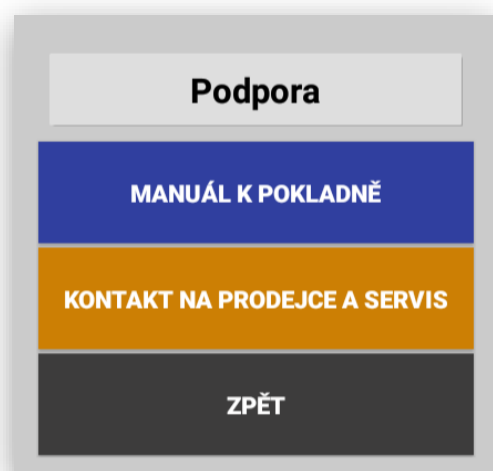 Podpora
MANUÁL K POKLADNĚ
KONTAKT NA PRODEJCE A SERVIS
ZPĚT